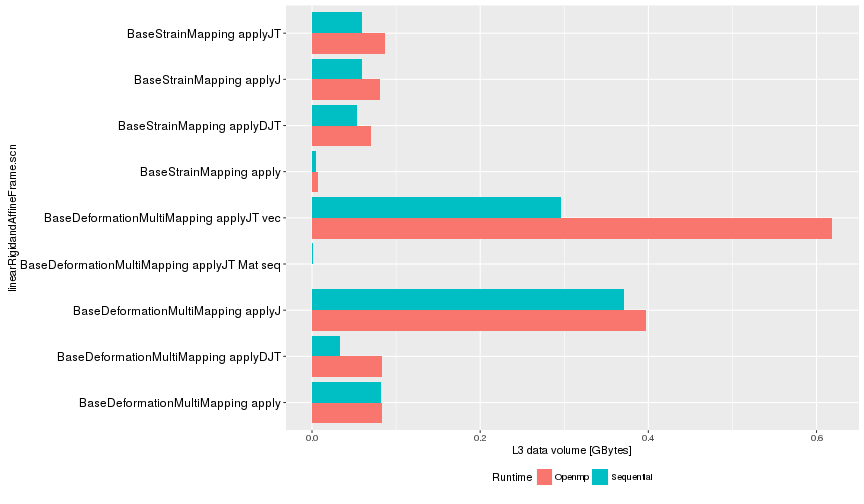 linearRigidandAffineFrame.scn
BaseStrainMapping applyJT
BaseStrainMapping applyJ
BaseStrainMapping applyDJT
BaseStrainMapping apply
BaseDeformationMultiMapping applyJT vec
BaseDeformationMultiMapping applyJT Mat seq
BaseDeformationMultiMapping applyJ
BaseDeformationMultiMapping applyDJT
BaseDeformationMultiMapping apply
0.0 0.2 0.4 0.6
L3 data volume [GBytes]
Runtime Openmp Sequential